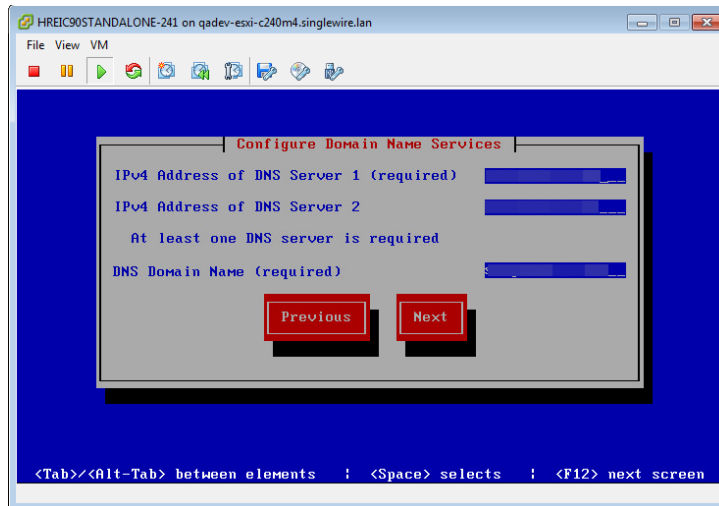 HREIC90STANDALONE-241 on qadev-esxi-c240m4.singlewire.lan
File View VM
Configure Domain Name Services
IPv4 Address of DNS Server 1 (required)
IPv4 Address of DNS Server 2
At least one DNS server is required
DNS Domain Name (required)
Previous Next
<Tab>/<Alt-Tab> between elements ¦ <Space> selects ¦ <F12> next screen